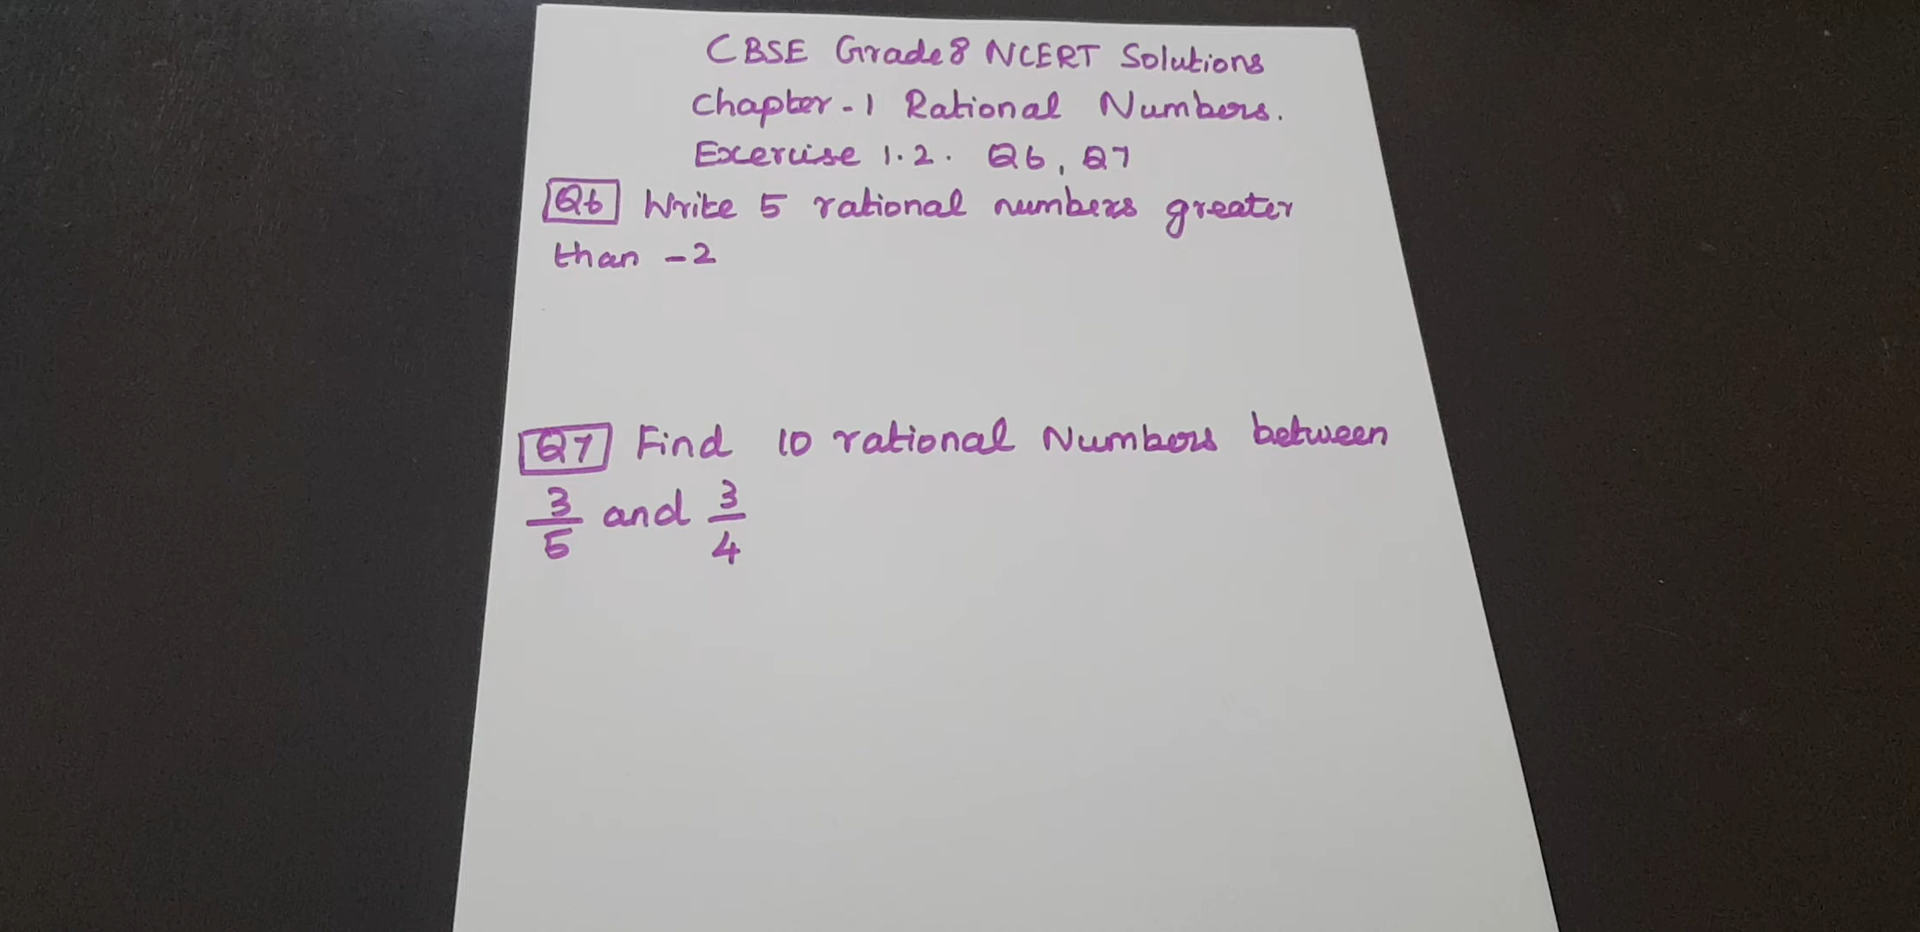 CBSE Grade 8 NCERT Solutions
Chapter-1 Rational Numbers.
Exercise 1.2. Q6, Q7
Q6 Write 5 rational numbers greater
than -2
Q7 Find 10 rational Numbers between
3/5 and 3/4